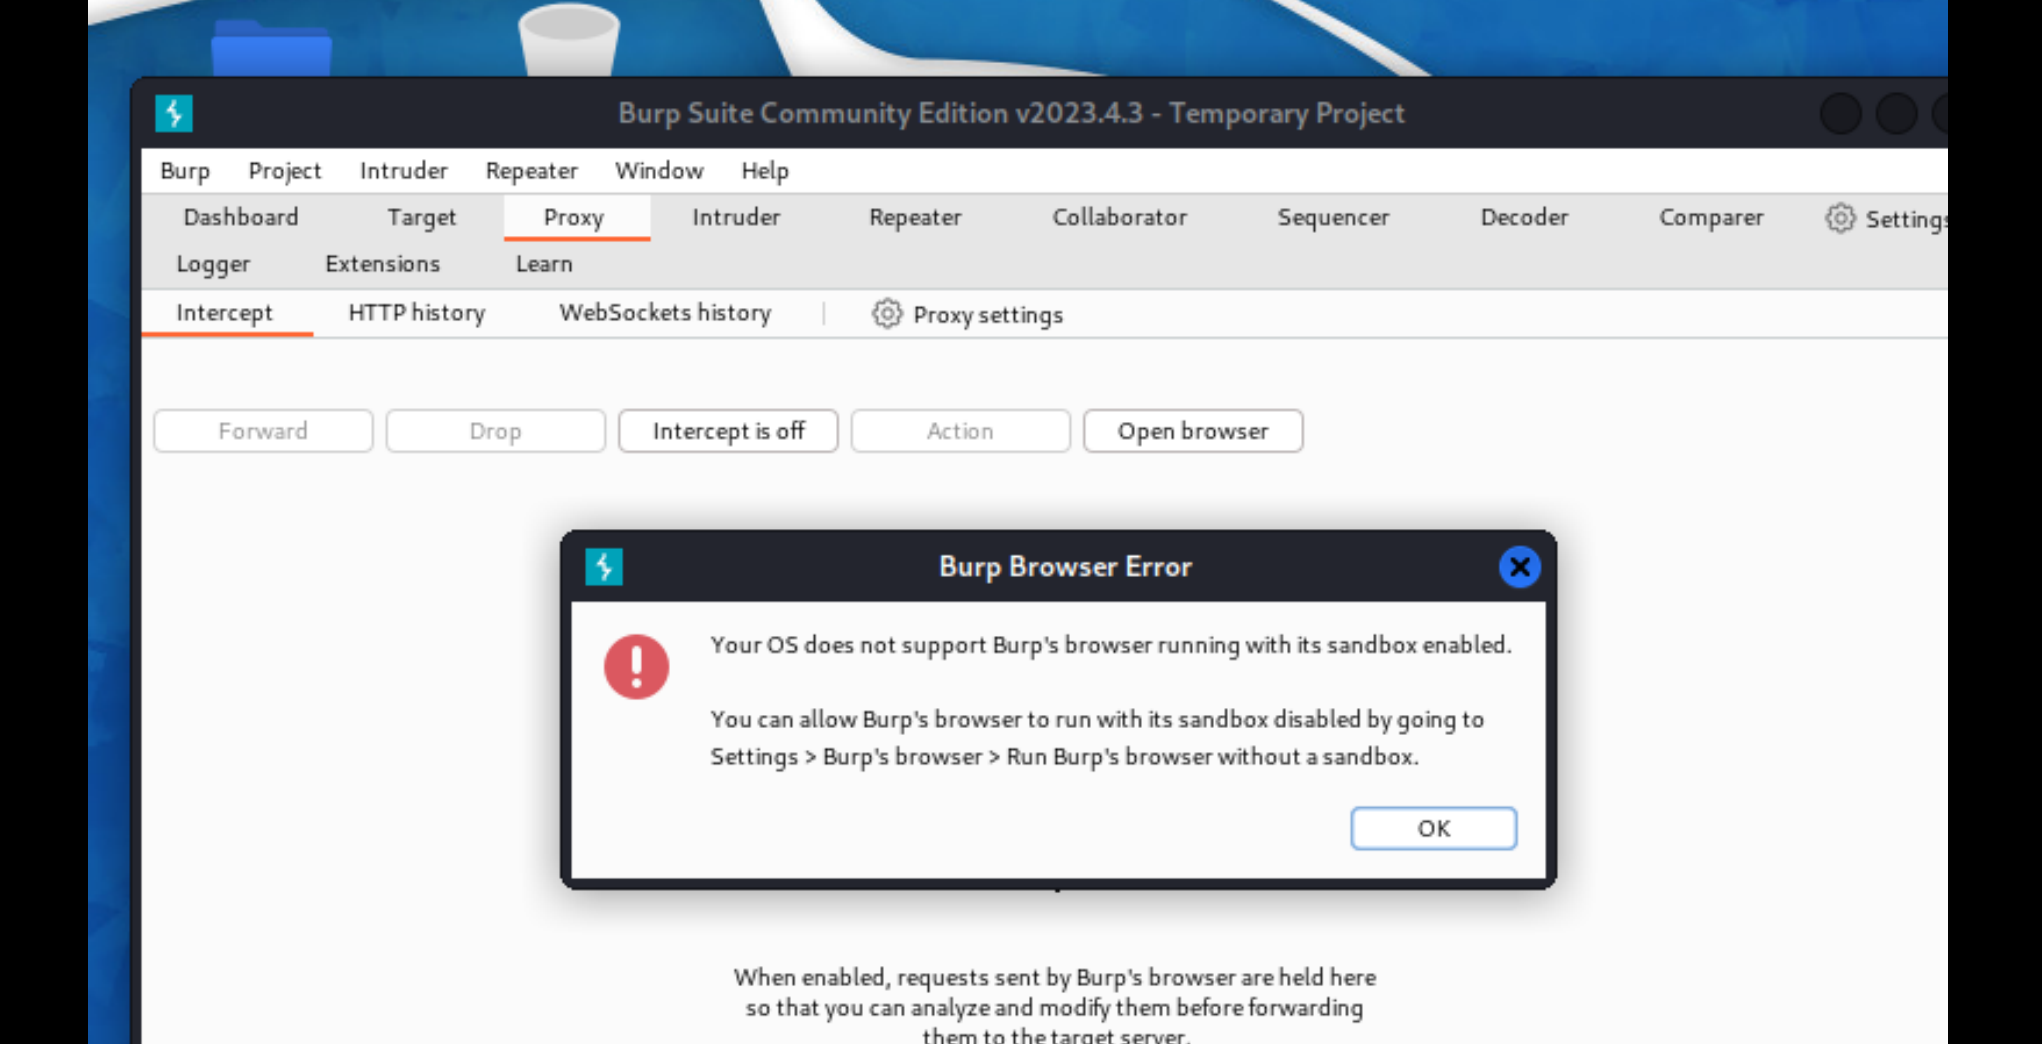 Burp Suite Community Edition v2023.4.3 - Temporary Project
Burp Project Intruder Repeater Window Help
Dashboard Target Proxy Intruder Repeater Collaborator Sequencer Decoder Comparer Settings
Logger Extensions Learn
Intercept HTTP history WebSockets history Proxy settings
Forward Drop Intercept is off Action Open browser
Burp Browser Error
Your OS does not support Burp's browser running with its sandbox enabled.
You can allow Burp's browser to run with its sandbox disabled by going to
Settings > Burp's browser > Run Burp's browser without a sandbox.
OK
When enabled, requests sent by Burp's browser are held here
so that you can analyze and modify them before forwarding
them to the target server.